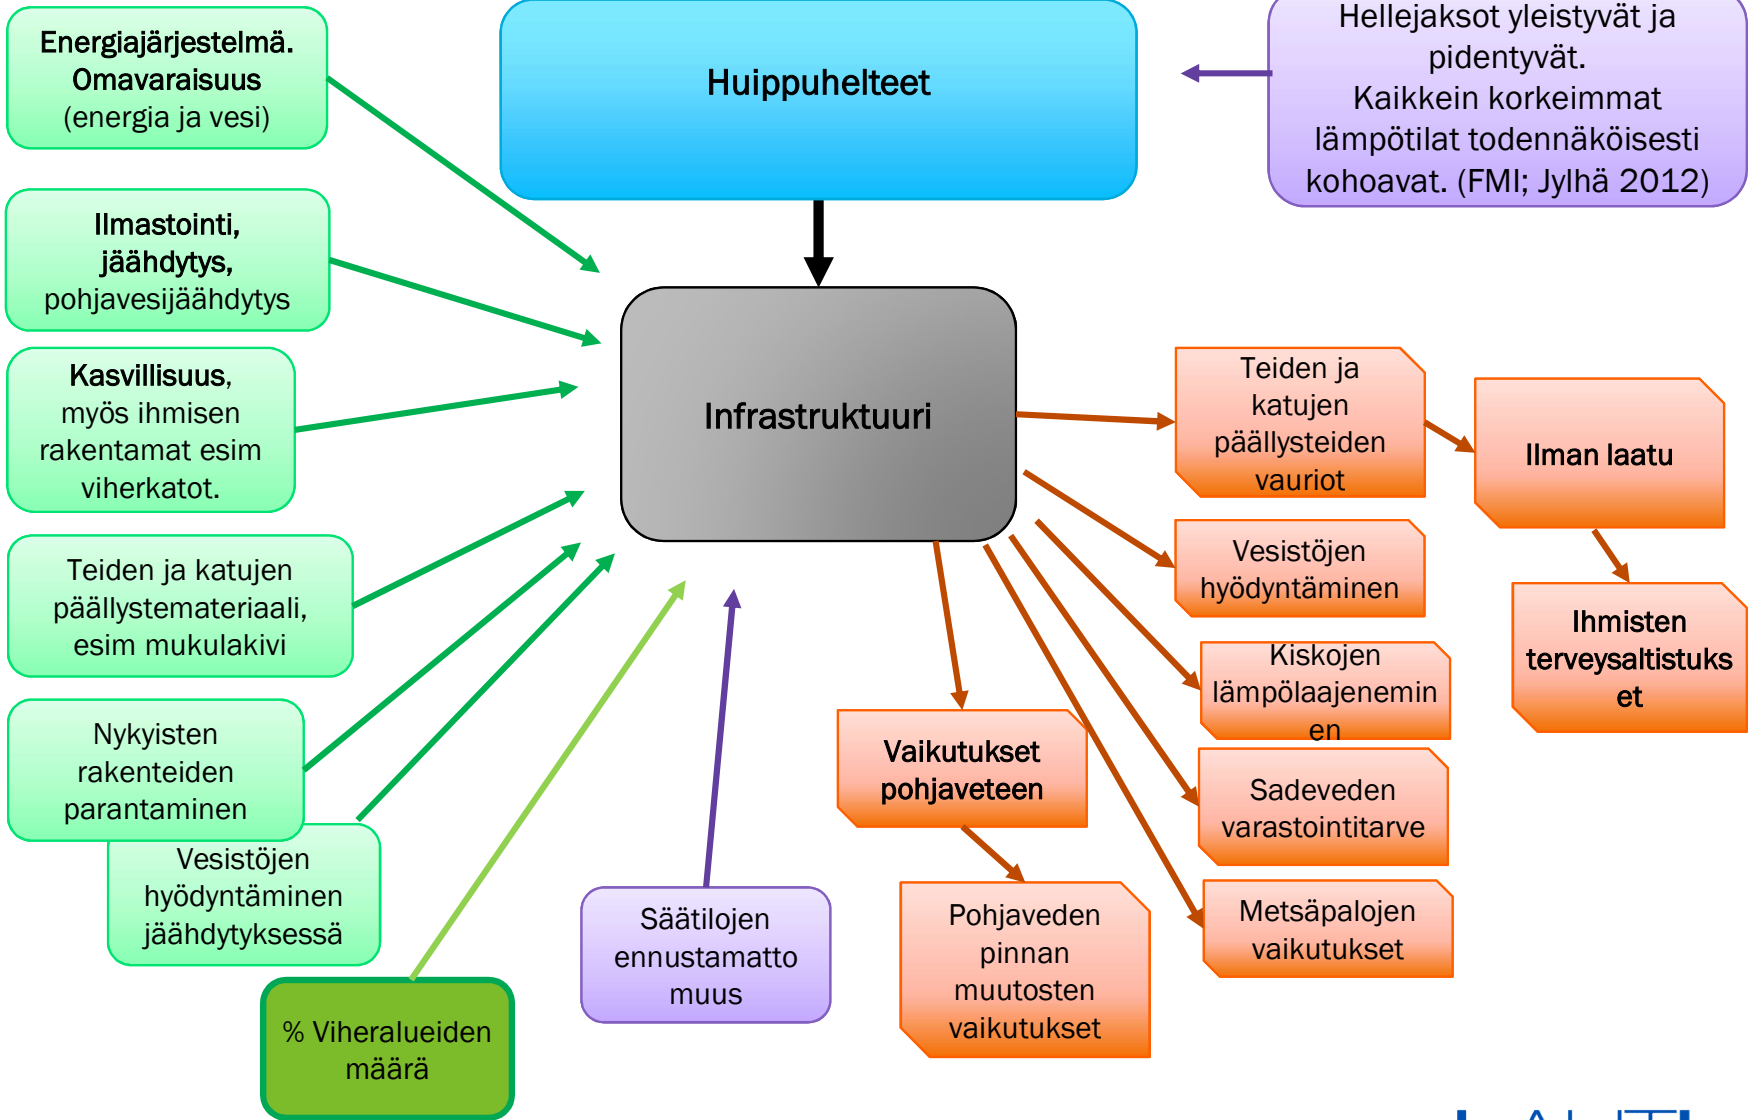 Energiajärjestelmä.
Omavaraisuus
(energia ja vesi)
Huippuhelteet
Hellejaksot yleistyvät ja
pidentyvät.
Kaikkein korkeimmat
lämpötilat todennäköisesti
kohoavat. (FMI; Jylhä 2012)
Ilmastointi,
jäähdytys,
pohjavesijäähdytys
Kasvillisuus,
myös ihmisen
rakentamat esim
viherkatot.
Infrastruktuuri
Teiden ja
katujen
päällysteiden
vauriot
Ilman laatu
Teiden ja katujen
päällystemateriaali,
esim mukulakivi
Vesistöjen
hyödyntäminen
Ihmisten
terveysaltistuks
et
Kiskojen
lämpölaajenemin
en
Nykyisten
rakenteiden
parantaminen
Vaikutukset
pohjaveteen
Sadeveden
varastointitarve
Vesistöjen
hyödyntäminen
jäähdytyksessä
Säätilojen
ennustamatto
muus
Pohjaveden
pinnan
muutosten
vaikutukset
Metsäpalojen
vaikutukset
% Viheralueiden
määrä